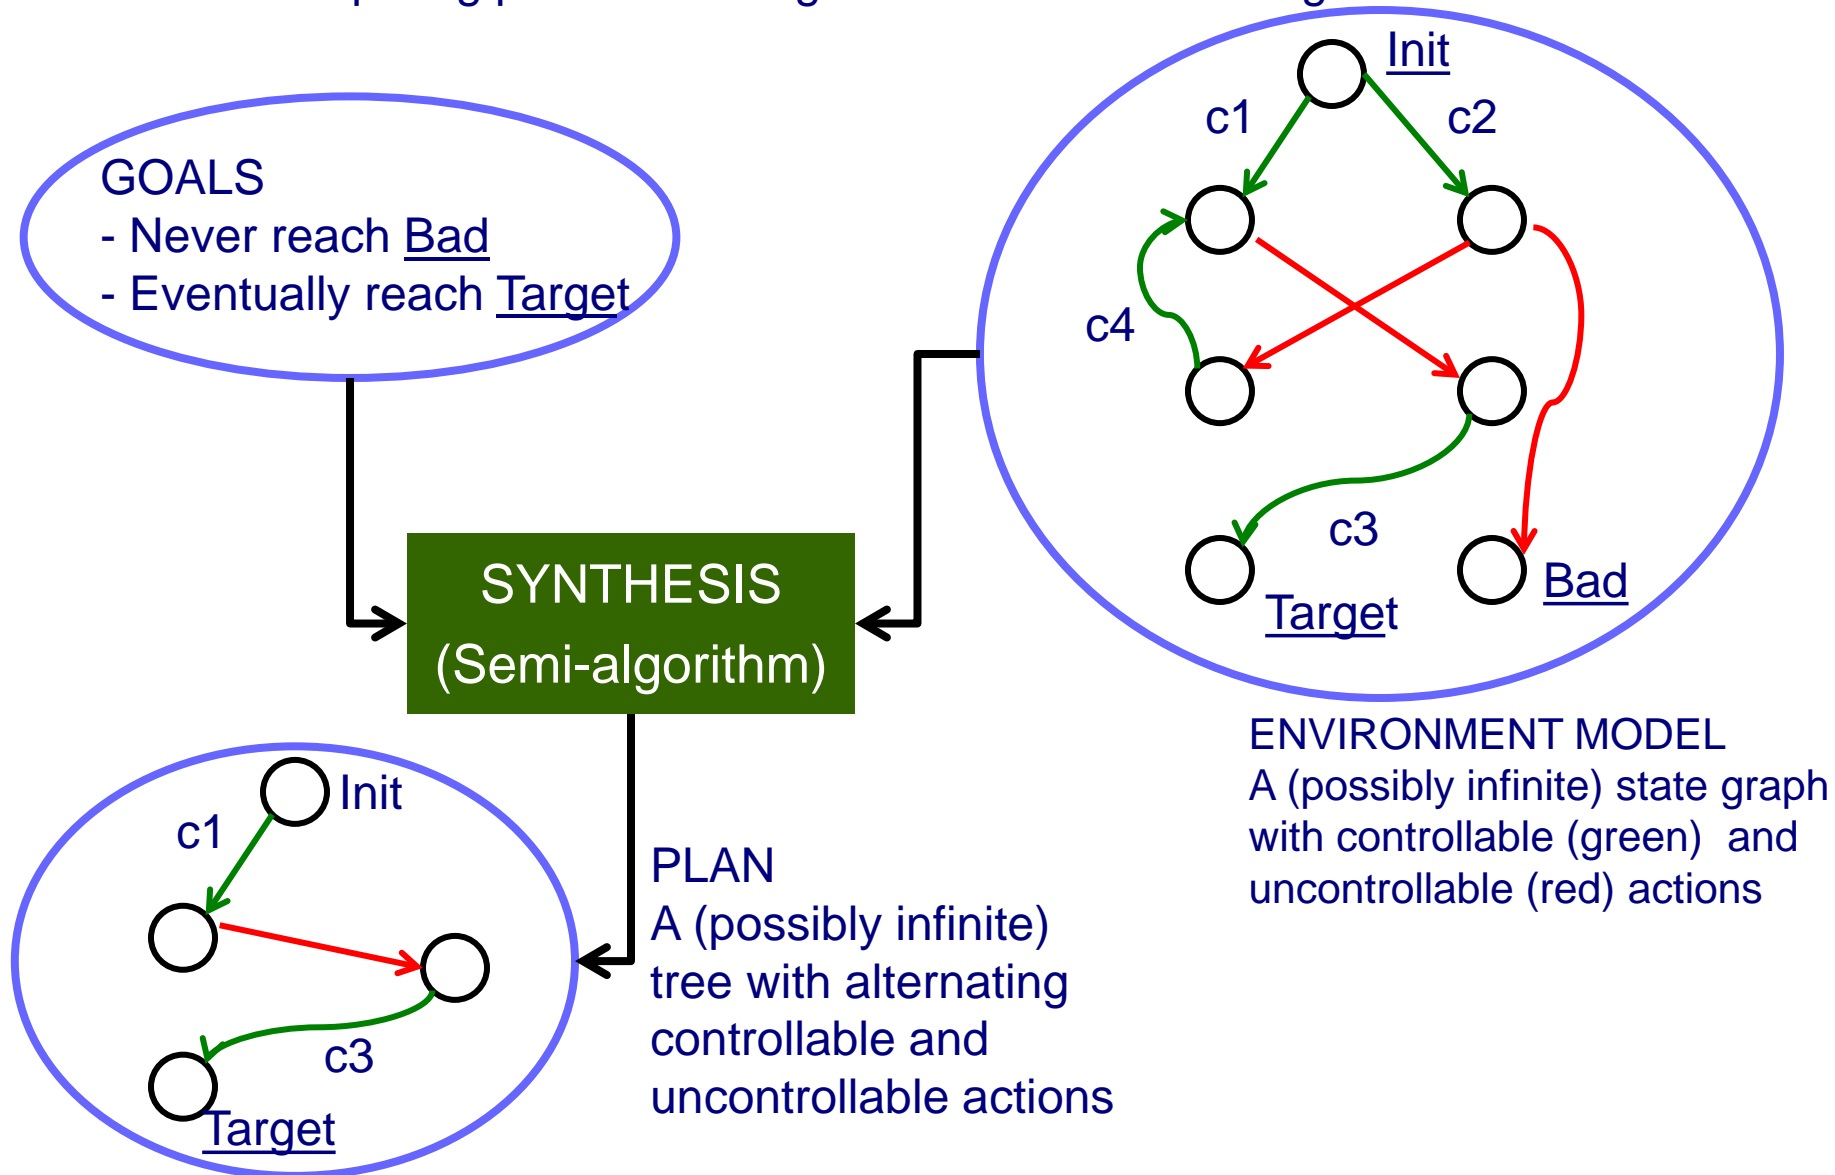 Init
c1
c2
GOALS
- Never reach Bad
- Eventually reach Target
c4
c3
Bad
Target
SYNTHESIS
(Semi-algorithm)
ENVIRONMENT MODEL
A (possibly infinite) state graph
with controllable (green) and
uncontrollable (red) actions
Init
c1
PLAN
A (possibly infinite)
tree with alternating
controllable and
uncontrollable actions
c3
Target